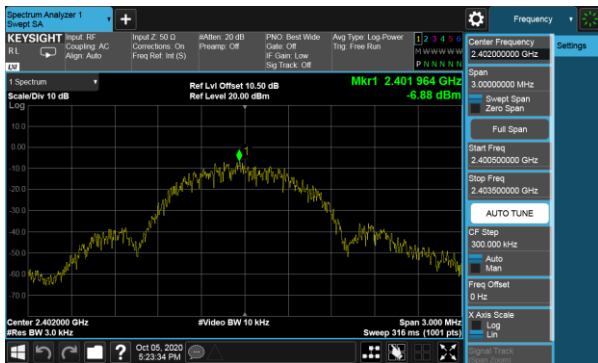 Spectrum Analyzer 1
Swept SA
+
Frequency
KEYSIGHT
RL
Input: RF
Coupling: AC
Align: Auto
Input Z: 50 Ω
Corrections: On
Freq Ref: Int (S)
#Atten: 20 dB
Preamp: Off
PNO: Best Wide
Gate: Off
IF Gain: Low
Sig Track: Off
Avg Type: Log-Power
Trig: Free Run
1 2 3 4 5 6
M W W W W W
P N N N N N
LXI
1 Spectrum
Scale/Div 10 dB
Log
Ref Lvl Offset 10.50 dB
Ref Level 20.00 dBm
Mkr1 2.401 964 GHz
-6.88 dBm
1
10.0
0.00
-10.0
-20.0
-30.0
-40.0
-50.0
-60.0
-70.0
Center 2.402000 GHz
#Res BW 3.0 kHz
#Video BW 10 kHz
Span 3.000 MHz
Sweep 316 ms (1001 pts)
Oct 05, 2020
5:23:34 PM
?
Center Frequency
2.402000000 GHz
Span
3.00000000 MHz
Swept Span
Zero Span
Full Span
Start Freq
2.400500000 GHz
Stop Freq
2.403500000 GHz
AUTO TUNE
CF Step
300.000 kHz
Auto
Man
Freq Offset
0 Hz
X Axis Scale
Log
Lin
Signal Track
(Span Zoom)
Settings